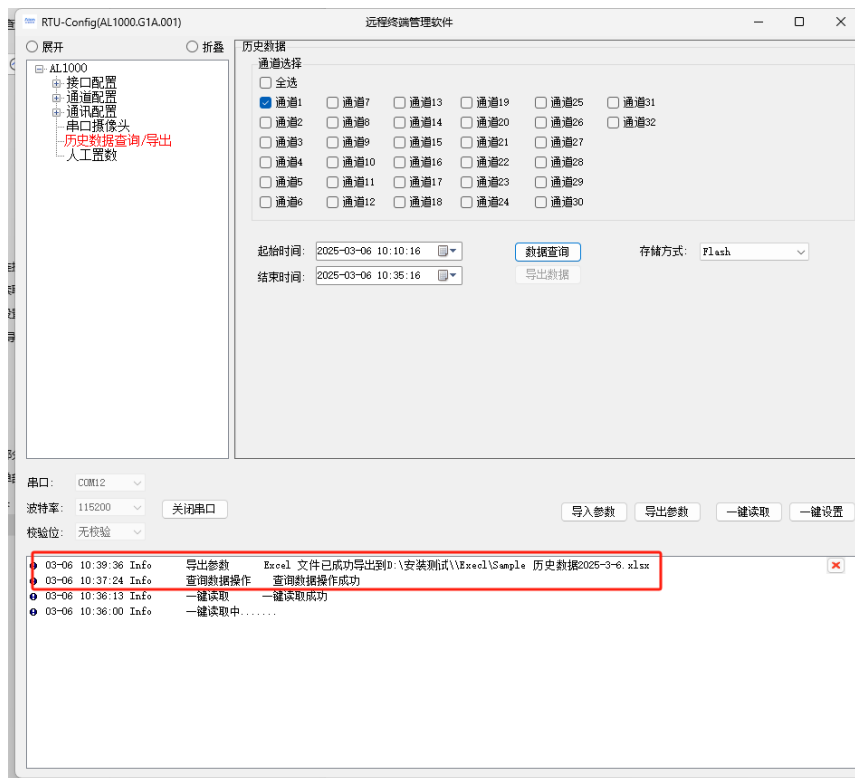 RTU-Config(AL1000.G1A.001) 远程终端管理软件
展开 折叠
AL1000
接口配置
通道配置
通讯配置
串口摄像头
历史数据查询/导出
人工置数
历史数据
通道选择
全选
通道1 通道7 通道13 通道19 通道25 通道31
通道2 通道8 通道14 通道20 通道26 通道32
通道3 通道9 通道15 通道21 通道27
通道4 通道10 通道16 通道22 通道28
通道5 通道11 通道17 通道23 通道29
通道6 通道12 通道18 通道24 通道30
起始时间: 2025-03-06 10:10:16 数据查询 存储方式: Flash
结束时间: 2025-03-06 10:35:16 导出数据
串口: COM12
波特率: 115200 关闭串口 导入参数 导出参数 一键读取 一键设置
校验位: 无校验
03-06 10:39:36 Info 导出参数 Excel 文件已成功导出到D:\安装测试\\Execl\Sample 历史数据2025-3-6.xlsx
03-06 10:37:24 Info 查询数据操作 查询数据操作成功
03-06 10:36:13 Info 一键读取 一键读取成功
03-06 10:36:00 Info 一键读取中.......